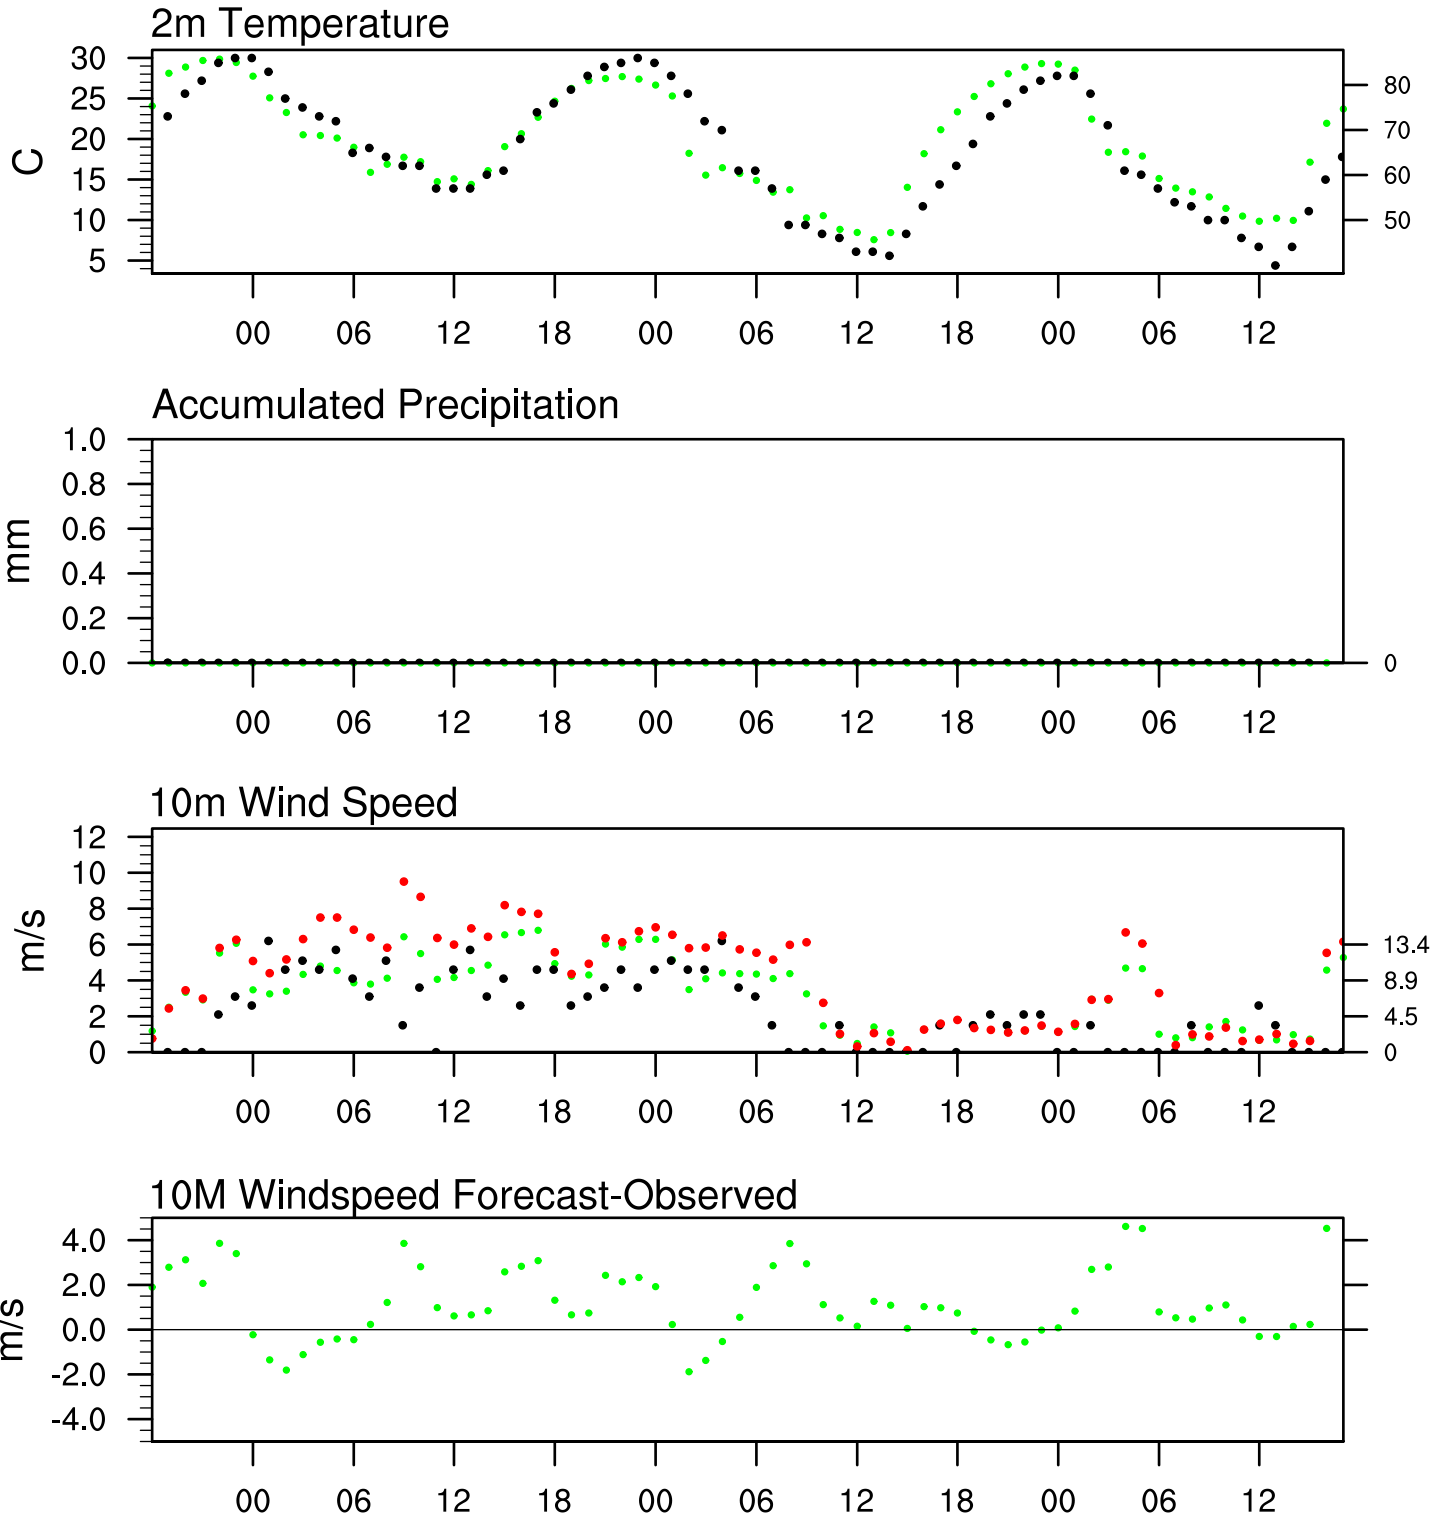 2m Temperature
30
25
20
15
10
5
C
80
70
60
50
00 06 12 18 00 06 12 18 00 06 12
Accumulated Precipitation
1.0
0.8
0.6
0.4
0.2
0.0
mm
0
00 06 12 18 00 06 12 18 00 06 12
10m Wind Speed
12
10
8
6
4
2
0
m/s
13.4
8.9
4.5
0
00 06 12 18 00 06 12 18 00 06 12
10M Windspeed Forecast-Observed
4.0
2.0
0.0
-2.0
-4.0
m/s
00 06 12 18 00 06 12 18 00 06 12